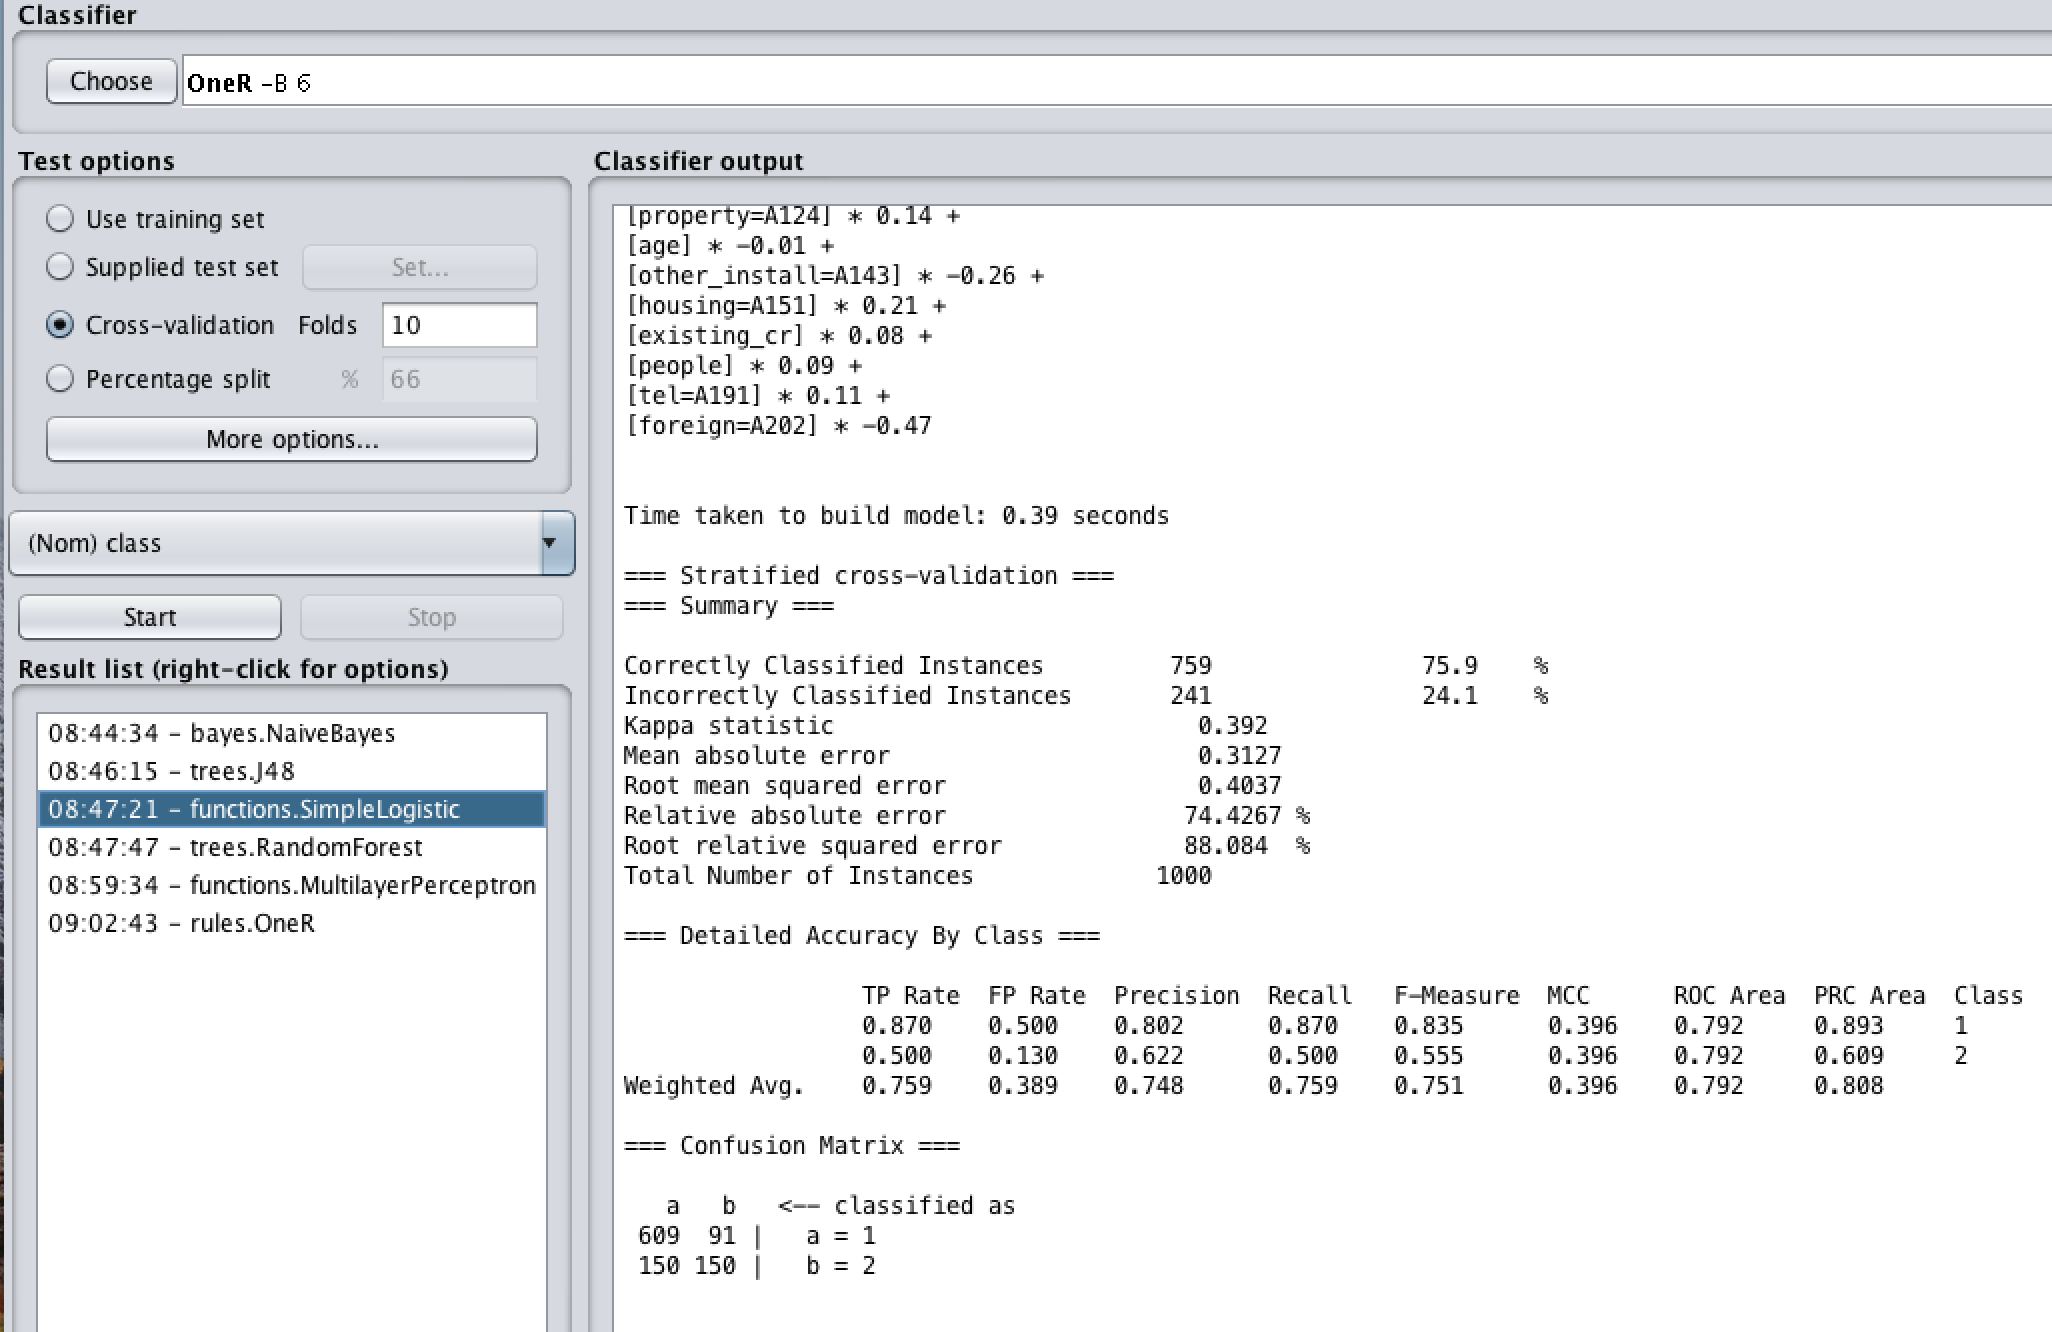 Classifier
Choose OneR -B 6
Test options
Use training set
Supplied test set Set...
Cross-validation Folds 10
Percentage split % 66
More options...
(Nom) class
Start Stop
Result list (right-click for options)
08:44:34 - bayes.NaiveBayes
08:46:15 - trees.J48
08:47:21 - functions.SimpleLogistic
08:47:47 - trees.RandomForest
08:59:34 - functions.MultilayerPerceptron
09:02:43 - rules.OneR
Classifier output
[property=A124] * 0.14 +
[age] * -0.01 +
[other_install=A143] * -0.26 +
[housing=A151] * 0.21 +
[existing_cr] * 0.08 +
[people] * 0.09 +
[tel=A191] * 0.11 +
[foreign=A202] * -0.47
Time taken to build model: 0.39 seconds
=== Stratified cross-validation ===
=== Summary ===
Correctly Classified Instances 759 75.9 %
Incorrectly Classified Instances 241 24.1 %
Kappa statistic 0.392
Mean absolute error 0.3127
Root mean squared error 0.4037
Relative absolute error 74.4267 %
Root relative squared error 88.084 %
Total Number of Instances 1000
=== Detailed Accuracy By Class ===
TP Rate FP Rate Precision Recall F-Measure MCC ROC Area PRC Area Class
0.870 0.500 0.802 0.870 0.835 0.396 0.792 0.893 1
0.500 0.130 0.622 0.500 0.555 0.396 0.792 0.609 2
Weighted Avg. 0.759 0.389 0.748 0.759 0.751 0.396 0.792 0.808
=== Confusion Matrix ===
a b <-- classified as
609 91 | a = 1
150 150 | b = 2